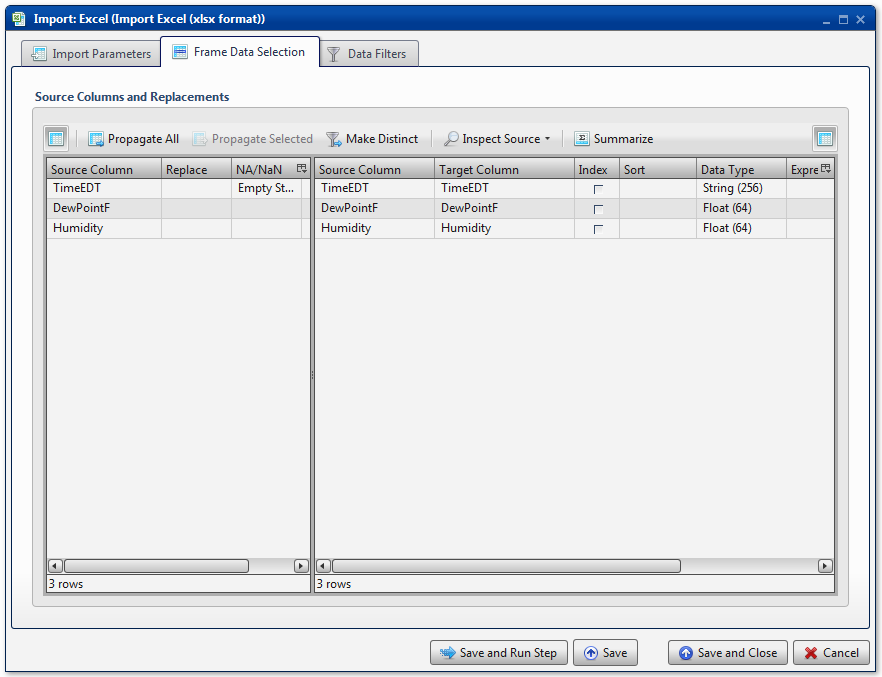 Import: Excel (Import Excel (xlsx format))
Import Parameters Frame Data Selection Data Filters
Source Columns and Replacements
Propagate All Propagate Selected Make Distinct Inspect Source Summarize
Source Column Replace NA/NaN Source Column Target Column Index Sort Data Type Expre
TimeEDT Empty St... TimeEDT TimeEDT String (256)
DewPointF DewPointF DewPointF Float (64)
Humidity Humidity Humidity Float (64)
3 rows 3 rows
Save and Run Step Save Save and Close Cancel